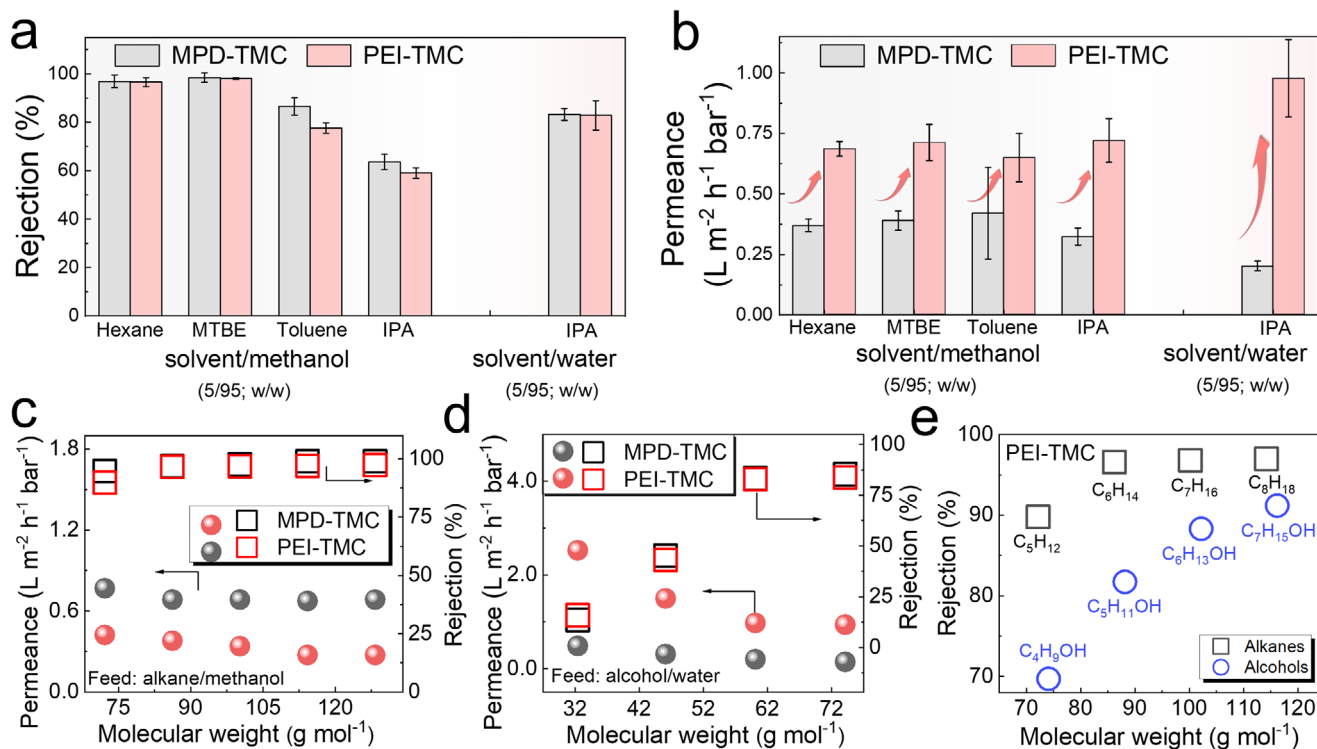 a
MPD-TMC PEI-TMC
Rejection (%)
100
80
60
40
20
0
Hexane MTBE Toluene IPA IPA
solvent/methanol solvent/water
(5/95; w/w) (5/95; w/w)
b
MPD-TMC PEI-TMC
Permeance
(L m⁻² h⁻¹ bar⁻¹)
1.00
0.75
0.50
0.25
0.00
Hexane MTBE Toluene IPA IPA
solvent/methanol solvent/water
(5/95; w/w) (5/95; w/w)
c
Permeance (L m⁻² h⁻¹ bar⁻¹)
1.8
1.2
0.6
0.0
MPD-TMC
PEI-TMC
Feed: alkane/methanol
100
75
50
25
0
Rejection (%)
75 90 105 120
Molecular weight (g mol⁻¹)
d
Permeance (L m⁻² h⁻¹ bar⁻¹)
4.0
2.0
0.0
MPD-TMC
PEI-TMC
Feed: alcohol/water
100
75
50
25
0
Rejection (%)
32 42 52 62 72
Molecular weight (g mol⁻¹)
e
PEI-TMC
Rejection (%)
100
90
80
70
C₅H₁₂
C₆H₁₄
C₇H₁₆
C₈H₁₈
C₄H₉OH
C₅H₁₁OH
C₆H₁₃OH
C₇H₁₅OH
Alkanes
Alcohols
70 80 90 100 110 120
Molecular weight (g mol⁻¹)